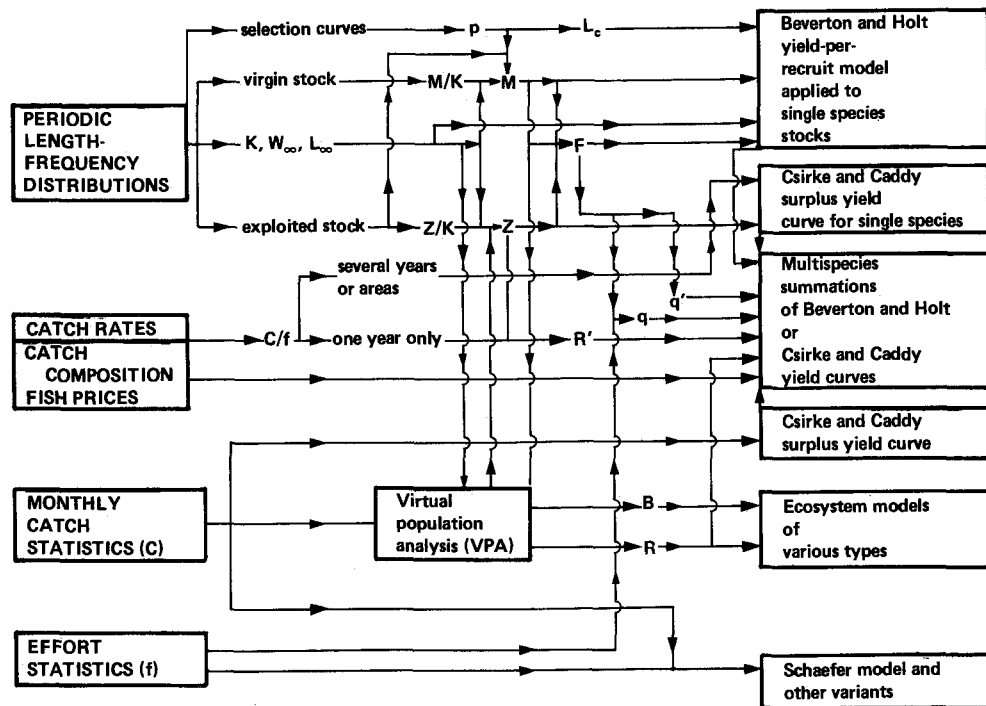 selection curves
p
L_c
Beverton and Holt
yield-per-
recruit model
applied to
single species
stocks
virgin stock
M/K
M
PERIODIC
LENGTH-
FREQUENCY
DISTRIBUTIONS
K, W∞, L∞
F
exploited stock
Z/K
Z
Csirke and Caddy
surplus yield
curve for single species
several years
or areas
Multispecies
summations
of Beverton and Holt
or
Csirke and Caddy
yield curves
q'
q
CATCH RATES
C/f
one year only
R'
CATCH
COMPOSITION
FISH PRICES
Csirke and Caddy
surplus yield curve
MONTHLY
CATCH
STATISTICS (C)
Virtual
population
analysis (VPA)
B
R
Ecosystem models
of
various types
EFFORT
STATISTICS (f)
Schaefer model and
other variants